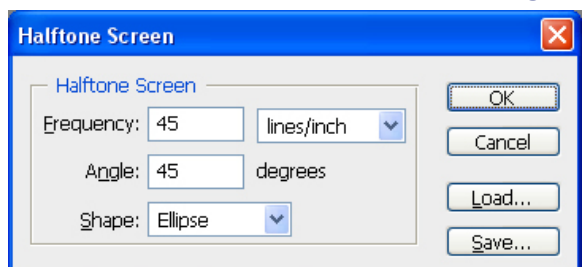 Halftone Screen
Halftone Screen
Frequency: 45 lines/inch
Angle: 45 degrees
Shape: Ellipse
OK
Cancel
Load...
Save...